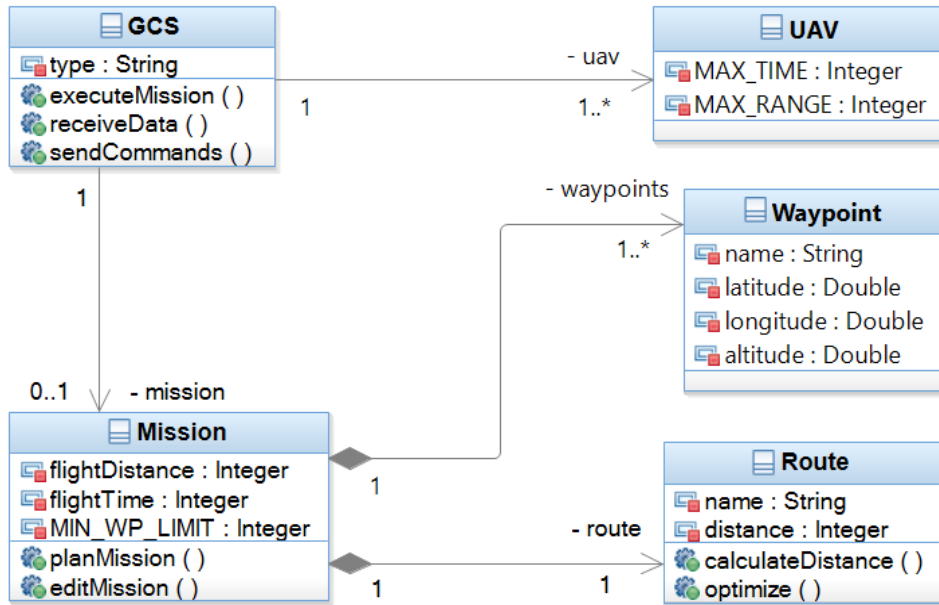 GCS
type : String
executeMission ( )
receiveData ( )
sendCommands ( )
UAV
MAX_TIME : Integer
MAX_RANGE : Integer
- uav
1
1..*
1
- waypoints
1..*
Waypoint
name : String
latitude : Double
longitude : Double
altitude : Double
0..1
- mission
Mission
flightDistance : Integer
flightTime : Integer
MIN_WP_LIMIT : Integer
planMission ( )
editMission ( )
1
1
- route
1
Route
name : String
distance : Integer
calculateDistance ( )
optimize ( )